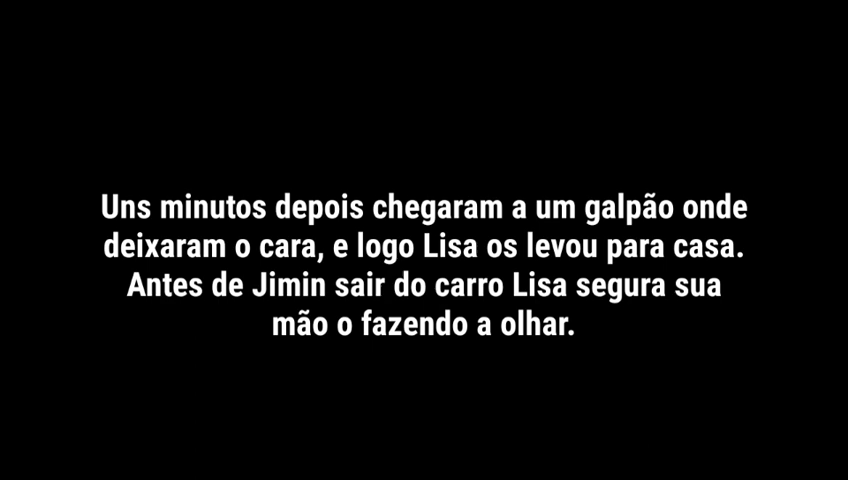 Uns minutos depois chegaram a um galpão onde
deixaram o cara, e logo Lisa os levou para casa.
Antes de Jimin sair do carro Lisa segura sua
mão o fazendo a olhar.